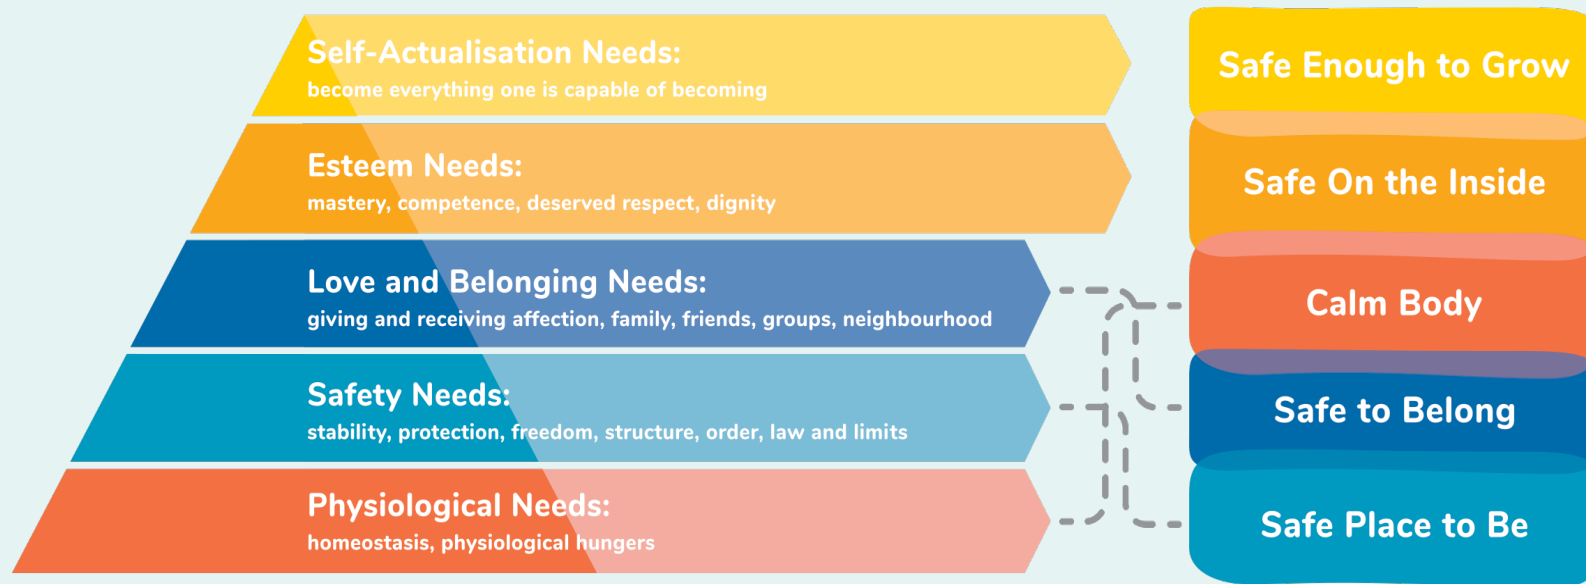 Self-Actualisation Needs:
become everything one is capable of becoming
Esteem Needs:
mastery, competence, deserved respect, dignity
Love and Belonging Needs:
giving and receiving affection, family, friends, groups, neighbourhood
Safety Needs:
stability, protection, freedom, structure, order, law and limits
Physiological Needs:
homeostasis, physiological hungers
Safe Enough to Grow
Safe On the Inside
Calm Body
Safe to Belong
Safe Place to Be